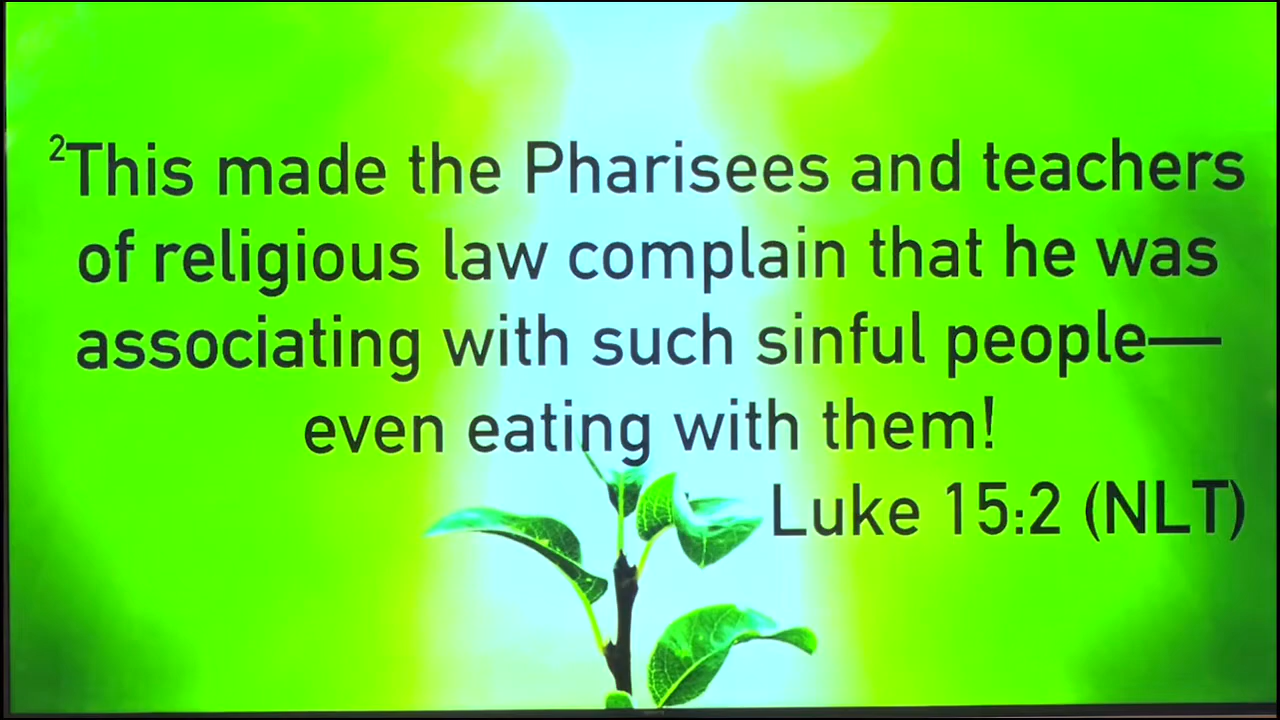 ²This made the Pharisees and teachers
of religious law complain that he was
associating with such sinful people—
even eating with them!
Luke 15:2 (NLT)